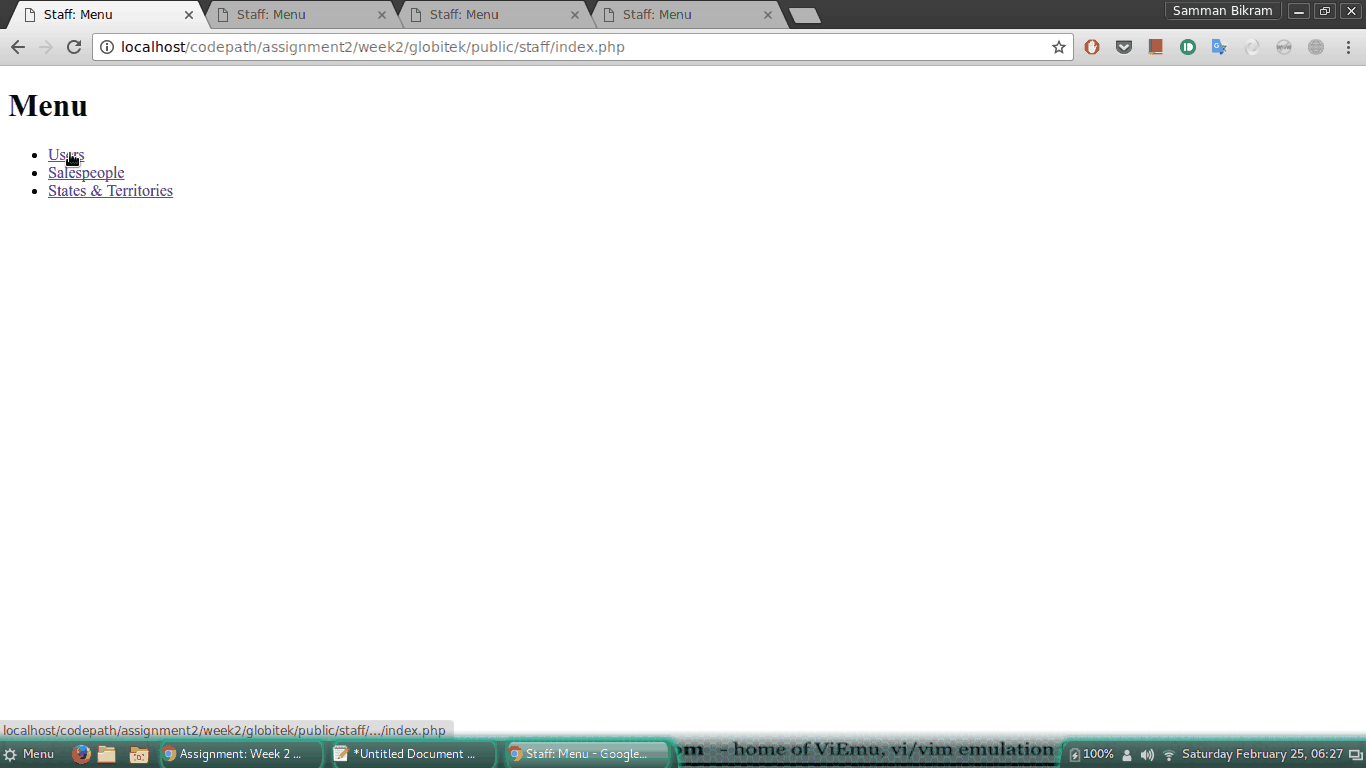 Staff: Menu
Staff: Menu
Staff: Menu
Staff: Menu
Samman Bikram
localhost/codepath/assignment2/week2/globitek/public/staff/index.php
Menu
Users
Salespeople
States & Territories
localhost/codepath/assignment2/week2/globitek/public/staff/.../index.php
Menu
Assignment: Week 2 ...
*Untitled Document ...
Staff: Menu - Google...
om - home of ViEmu, vi/vim emulation
100%
Saturday February 25, 06:27